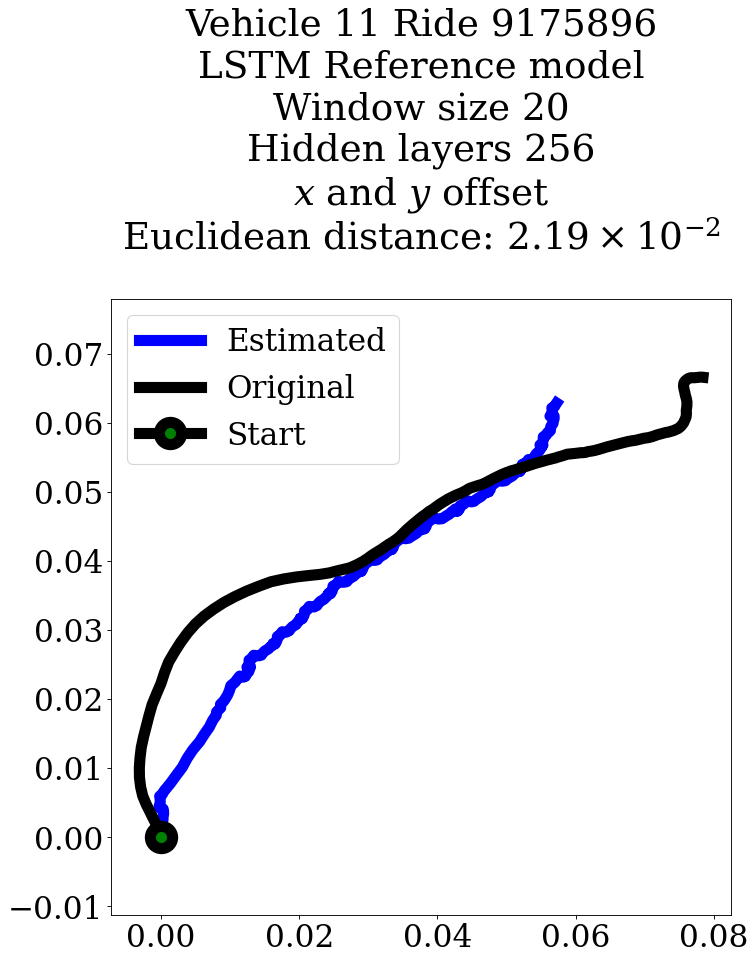 Vehicle 11 Ride 9175896
LSTM Reference model
Window size 20
Hidden layers 256
x and y offset
Euclidean distance: 2.19 × 10⁻²
Estimated
Original
Start
0.07
0.06
0.05
0.04
0.03
0.02
0.01
0.00
−0.01
0.00 0.02 0.04 0.06 0.08